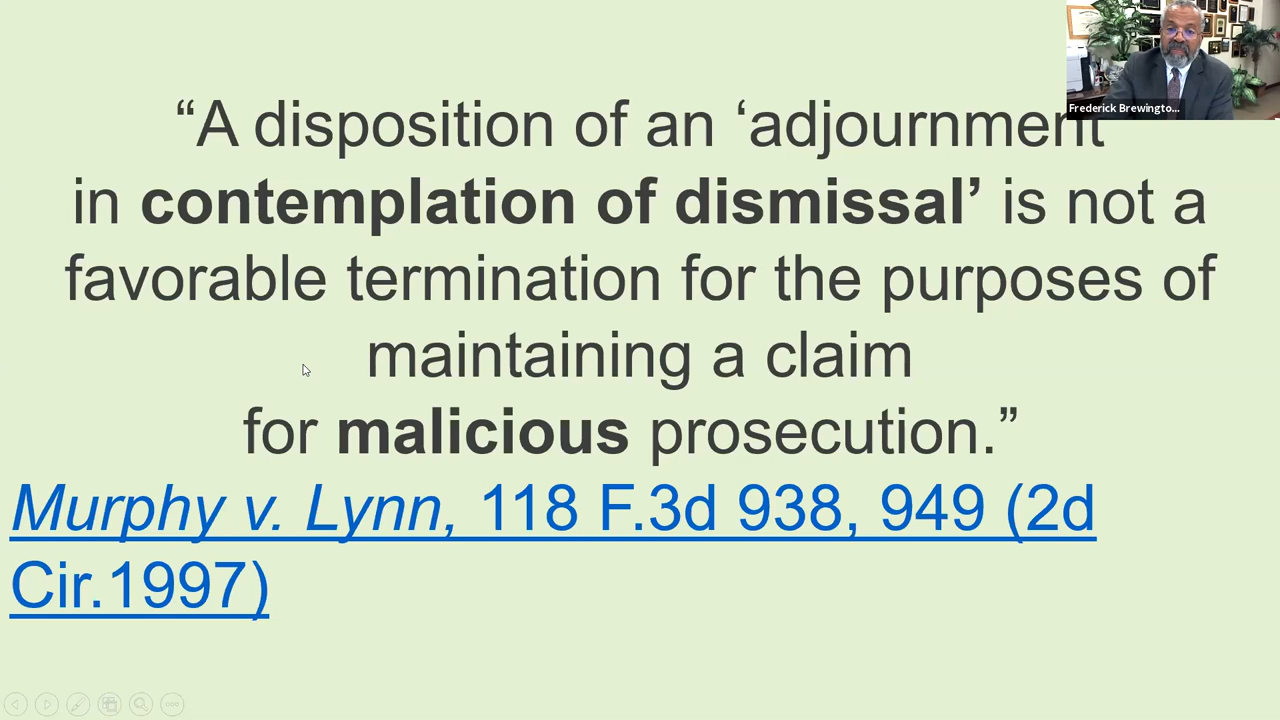 Frederick Brewingto...
“A disposition of an ‘adjournment
in contemplation of dismissal’ is not a
favorable termination for the purposes of
maintaining a claim
for malicious prosecution.”
Murphy v. Lynn, 118 F.3d 938, 949 (2d
Cir.1997)